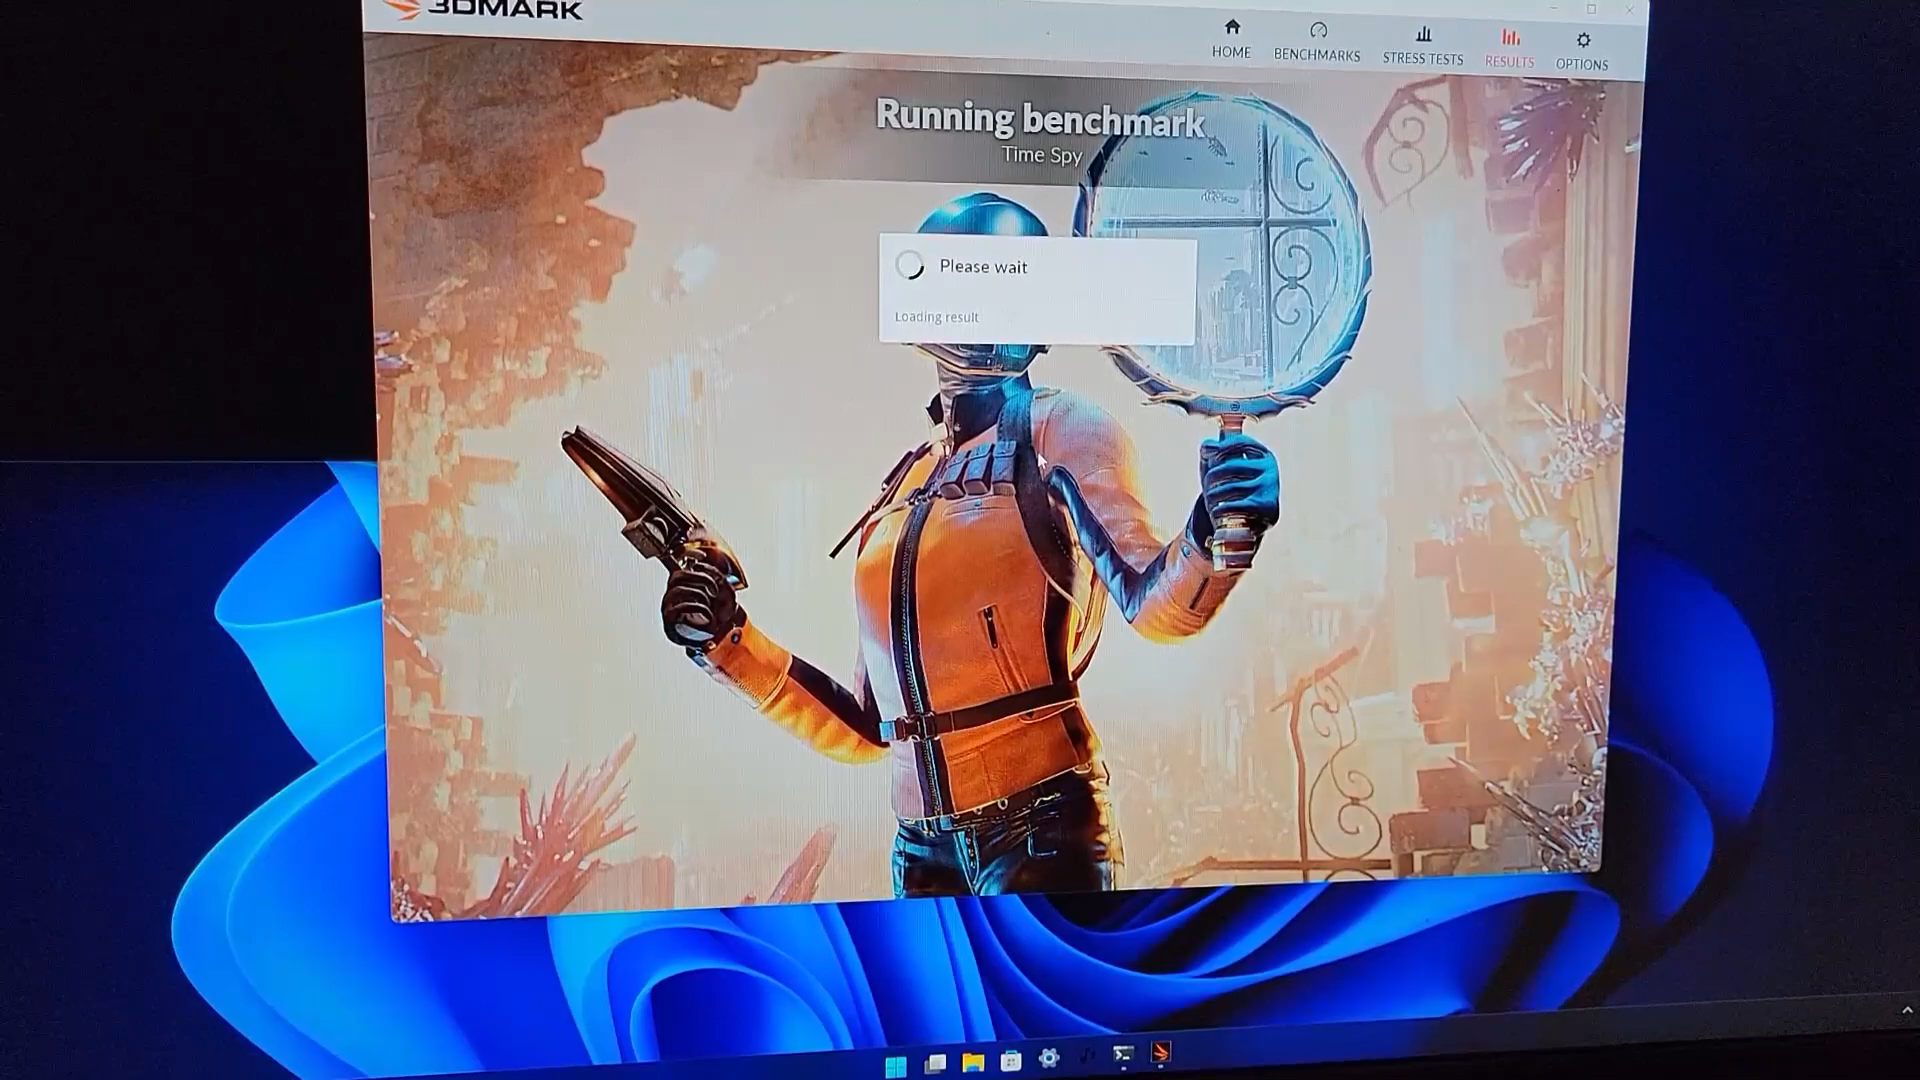 3DMARK
HOME
BENCHMARKS
STRESS TESTS
RESULTS
OPTIONS
Running benchmark
Time Spy
Please wait
Loading result